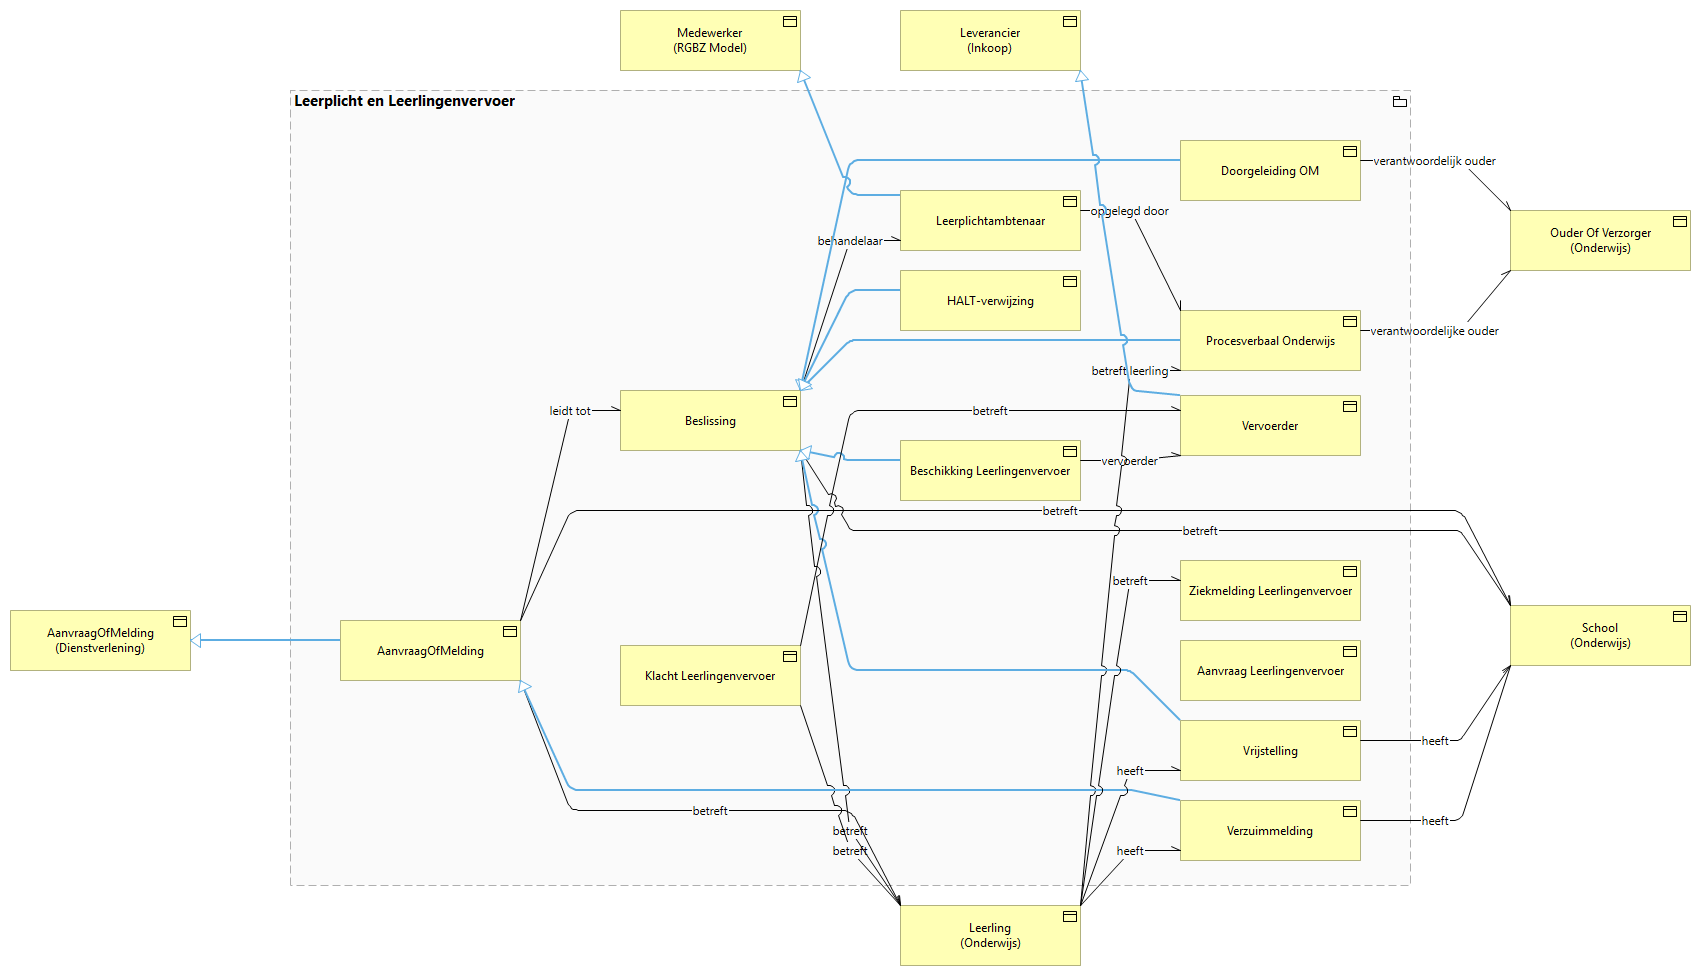 Medewerker
(RGBZ Model)
Leverancier
(Inkoop)
Leerplicht en Leerlingenvervoer
Doorgeleiding OM
verantwoordelijk ouder
Leerplichtambtenaar
opgelegd door
Ouder Of Verzorger
(Onderwijs)
behandelaar
HALT-verwijzing
Procesverbaal Onderwijs
verantwoordelijke ouder
betreft leerling
leidt tot
Beslissing
betreft
Vervoerder
Beschikking Leerlingenvervoer
vervoerder
betreft
betreft
betreft
Ziekmelding Leerlingenvervoer
AanvraagOfMelding
(Dienstverlening)
AanvraagOfMelding
Klacht Leerlingenvervoer
Aanvraag Leerlingenvervoer
School
(Onderwijs)
Vrijstelling
heeft
heeft
betreft
Verzuimmelding
heeft
betreft
betreft
heeft
Leerling
(Onderwijs)